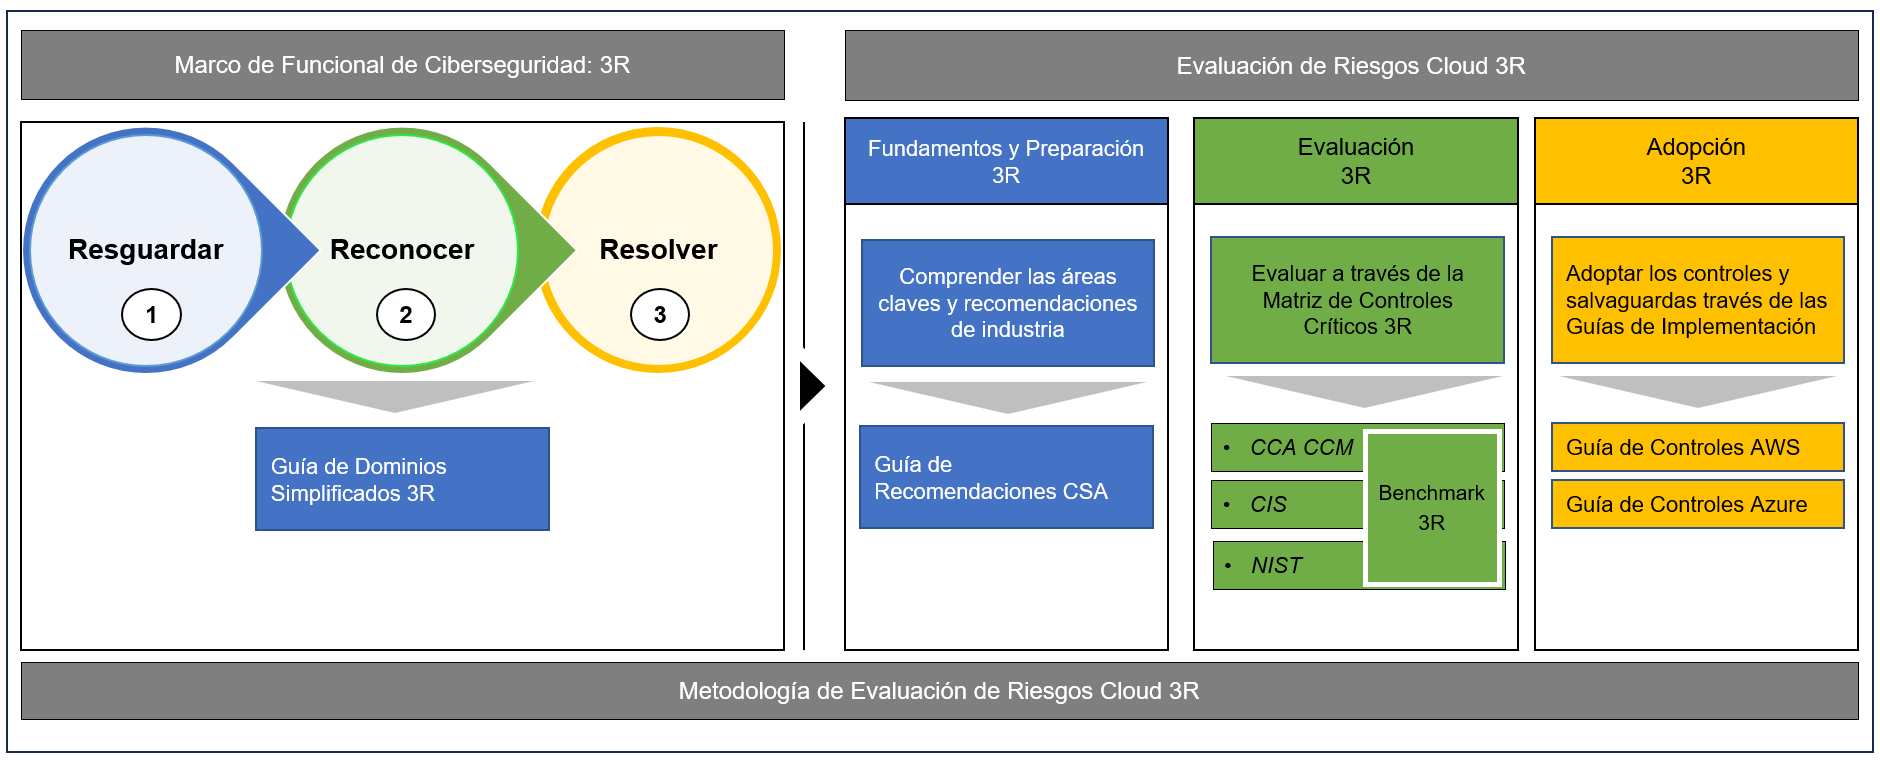 Marco de Funcional de Ciberseguridad: 3R
Resguardar
1
Reconocer
2
Resolver
3
Guía de Dominios
Simplificados 3R
Evaluación de Riesgos Cloud 3R
Fundamentos y Preparación
3R
Comprender las áreas
claves y recomendaciones
de industria
Guía de
Recomendaciones CSA
Evaluación
3R
Evaluar a través de la
Matriz de Controles
Críticos 3R
• CCA CCM
• CIS
• NIST
Benchmark
3R
Adopción
3R
Adoptar los controles y
salvaguardas través de las
Guías de Implementación
Guía de Controles AWS
Guía de Controles Azure
Metodología de Evaluación de Riesgos Cloud 3R